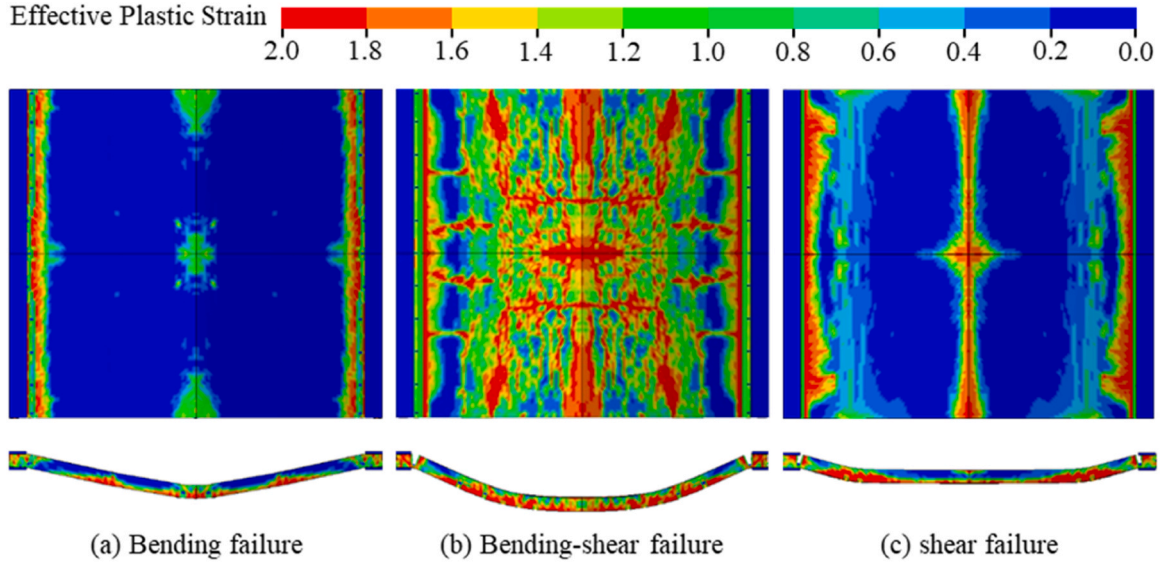 Effective Plastic Strain
2.0 1.8 1.6 1.4 1.2 1.0 0.8 0.6 0.4 0.2 0.0
(a) Bending failure (b) Bending-shear failure (c) shear failure